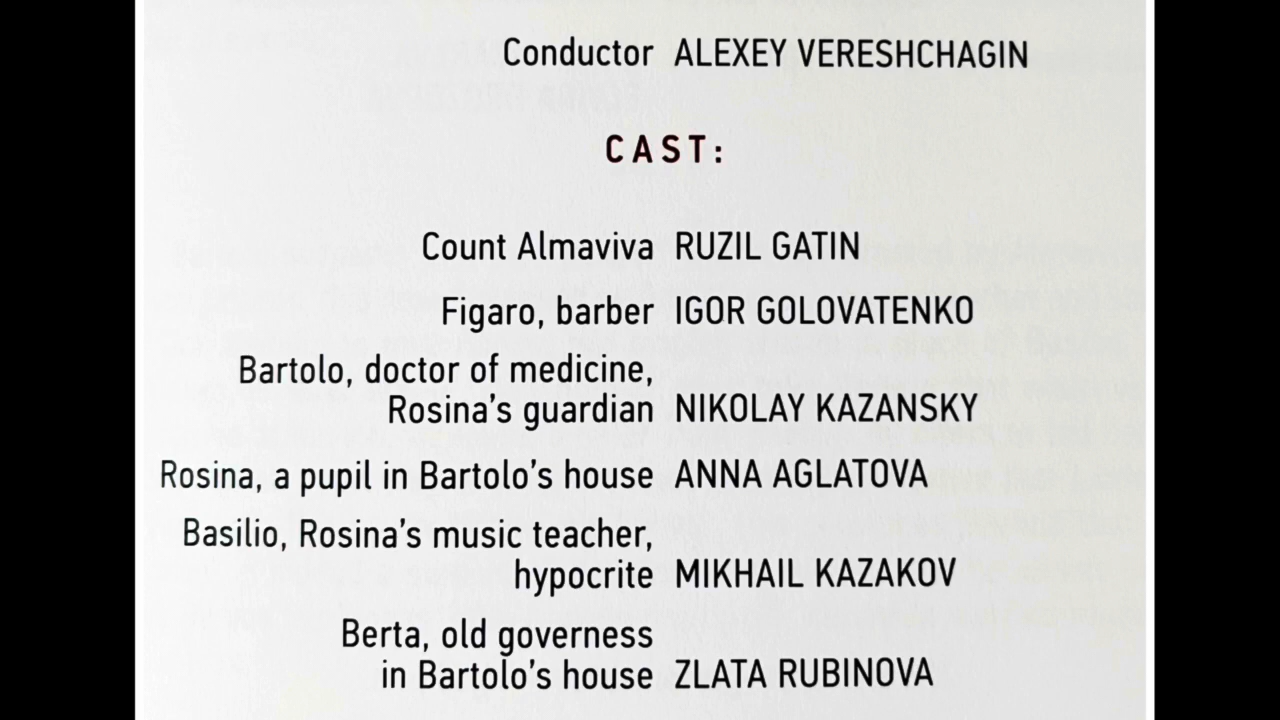 Conductor ALEXEY VERESHCHAGIN
CAST:
Count Almaviva RUZIL GATIN
Figaro, barber IGOR GOLOVATENKO
Bartolo, doctor of medicine,
Rosina's guardian NIKOLAY KAZANSKY
Rosina, a pupil in Bartolo's house ANNA AGLATOVA
Basilio, Rosina's music teacher,
hypocrite MIKHAIL KAZAKOV
Berta, old governess
in Bartolo's house ZLATA RUBINOVA